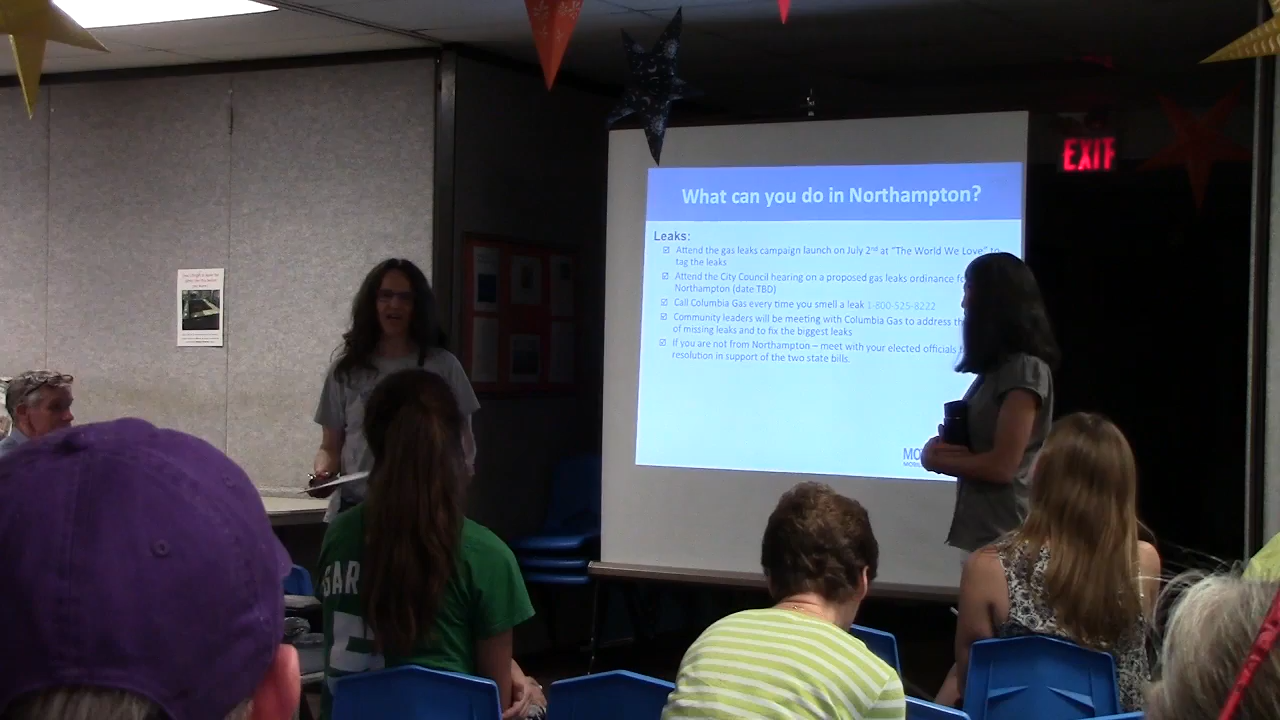 EXIT
What can you do in Northampton?
Leaks:
Attend the gas leaks campaign launch on July 2nd at "The World We Love" to
tag the leaks
Attend the City Council hearing on a proposed gas leaks ordinance
Northampton (date TBD)
Call Columbia Gas every time you smell a leak 1-800-525-8222
Community leaders will be meeting with Columbia Gas to address
of missing leaks and to fix the biggest leaks
If you are not from Northampton – meet with your elected officials
resolution in support of the two state bills.